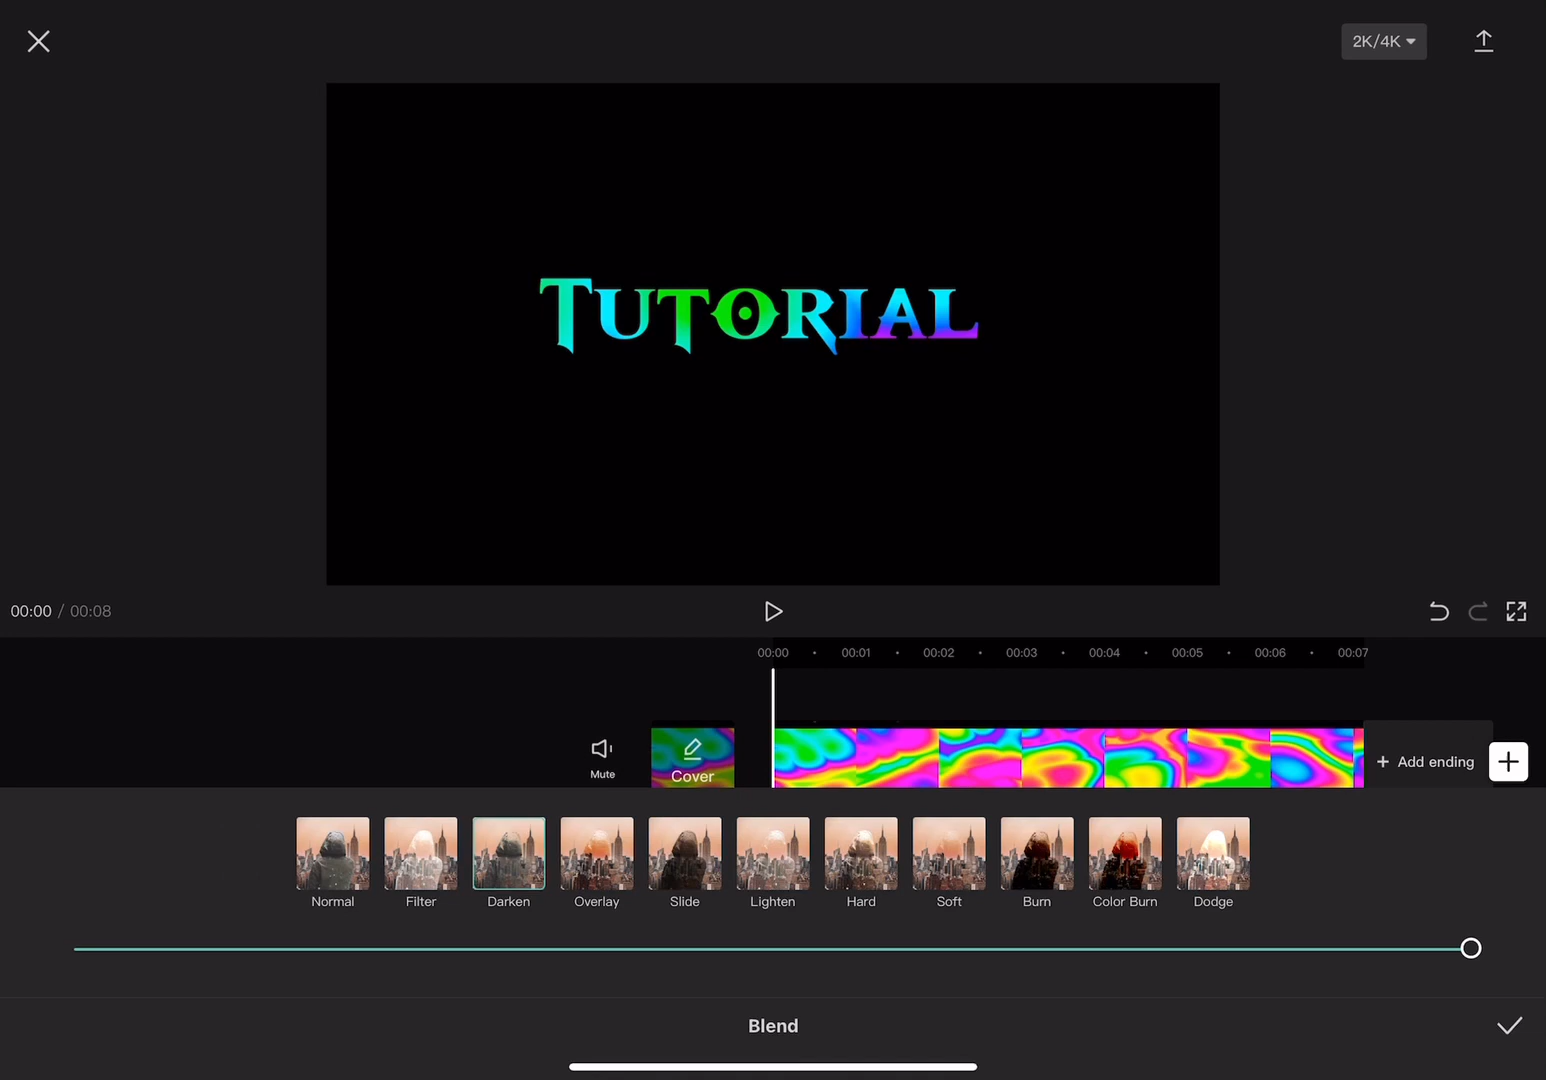 2K/4K
TUTORIAL
00:00 / 00:08
00:00 00:01 00:02 00:03 00:04 00:05 00:06 00:07
Mute
Cover
+ Add ending
Normal Filter Darken Overlay Slide Lighten Hard Soft Burn Color Burn Dodge
Blend